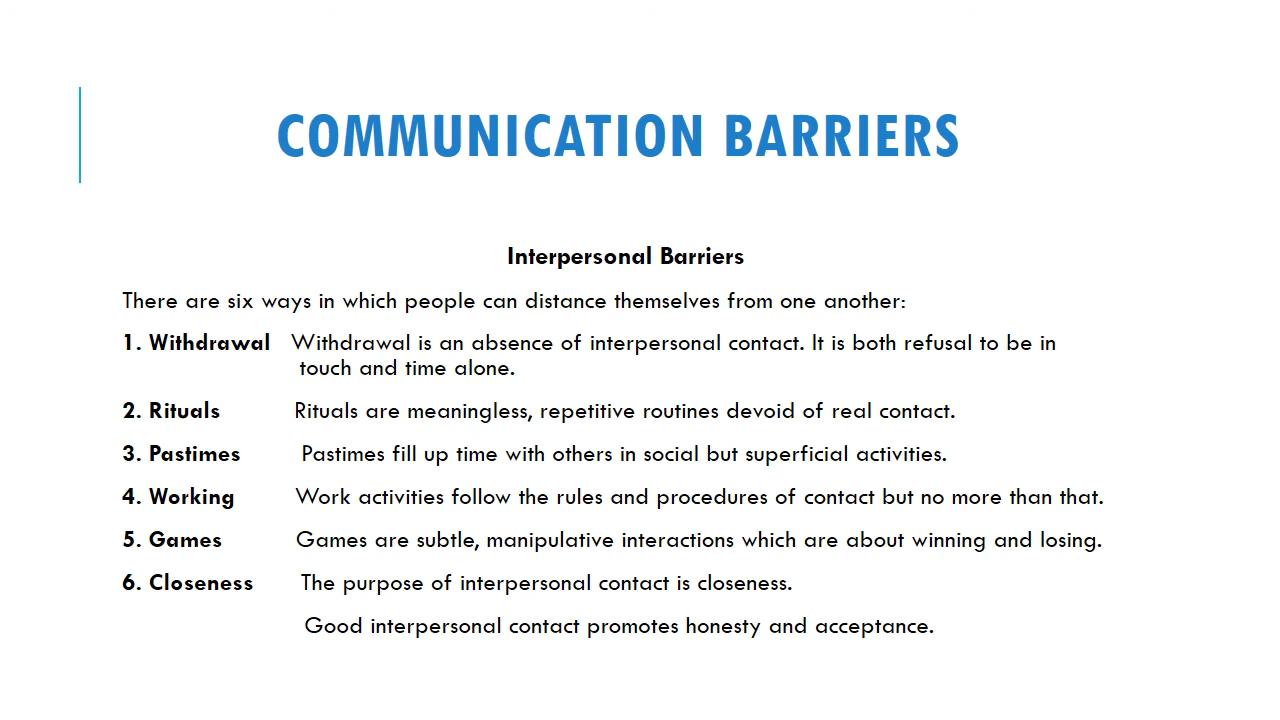 COMMUNICATION BARRIERS
Interpersonal Barriers
There are six ways in which people can distance themselves from one another:
1. Withdrawal Withdrawal is an absence of interpersonal contact. It is both refusal to be in
touch and time alone.
2. Rituals Rituals are meaningless, repetitive routines devoid of real contact.
3. Pastimes Pastimes fill up time with others in social but superficial activities.
4. Working Work activities follow the rules and procedures of contact but no more than that.
5. Games Games are subtle, manipulative interactions which are about winning and losing.
6. Closeness The purpose of interpersonal contact is closeness.
Good interpersonal contact promotes honesty and acceptance.